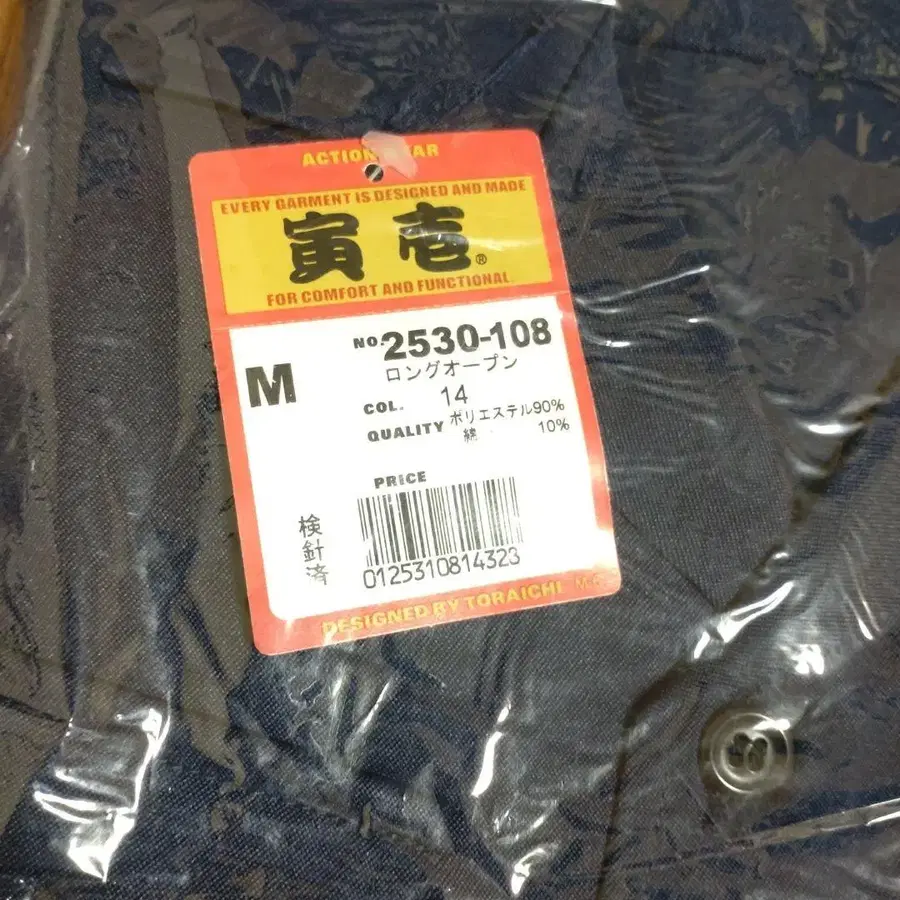 ACTION WEAR
EVERY GARMENT IS DESIGNED AND MADE
寅壱®
FOR COMFORT AND FUNCTIONAL.
M
NO.2530-108
ロングオープン
COL. 14
QUALITY ポリエステル90%
綿 10%
PRICE
検針済
0125310814323
DESIGNED BY TORAICHI